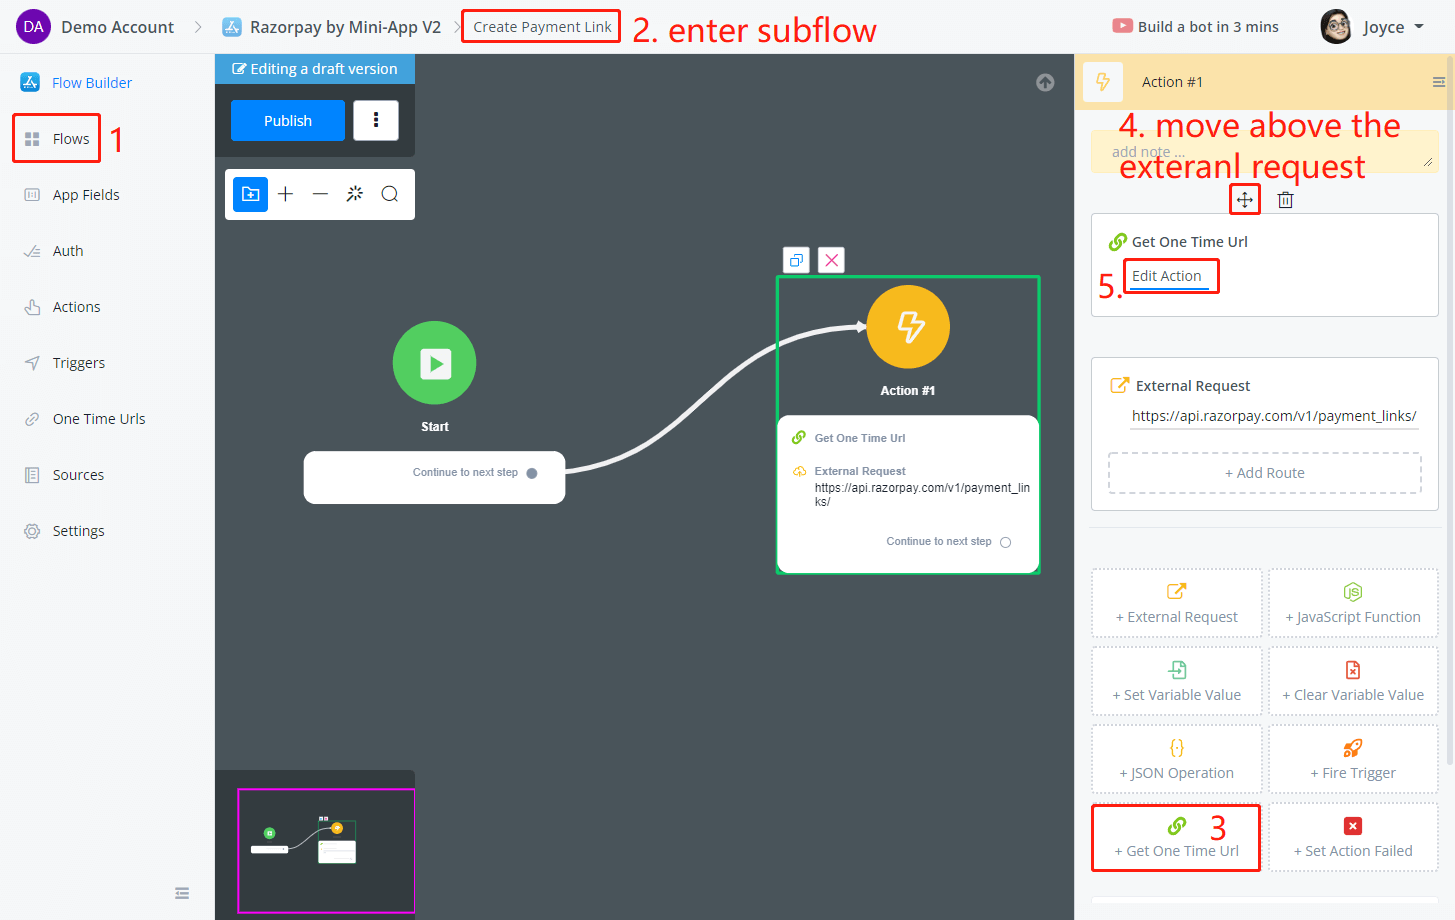 DA Demo Account
Razorpay by Mini-App V2
Create Payment Link
2. enter subflow
Build a bot in 3 mins
Joyce
Flow Builder
Flows
1
App Fields
Auth
Actions
Triggers
One Time Urls
Sources
Settings
Editing a draft version
Publish
Start
Continue to next step
Action #1
Get One Time Url
External Request
https://api.razorpay.com/v1/payment_lin
ks/
Continue to next step
Action #1
add note ...
4. move above the
exteranl request
Get One Time Url
5.
Edit Action
External Request
https://api.razorpay.com/v1/payment_links/
+ Add Route
+ External Request
JS
+ JavaScript Function
+ Set Variable Value
+ Clear Variable Value
+ JSON Operation
+ Fire Trigger
3
+ Get One Time Url
+ Set Action Failed